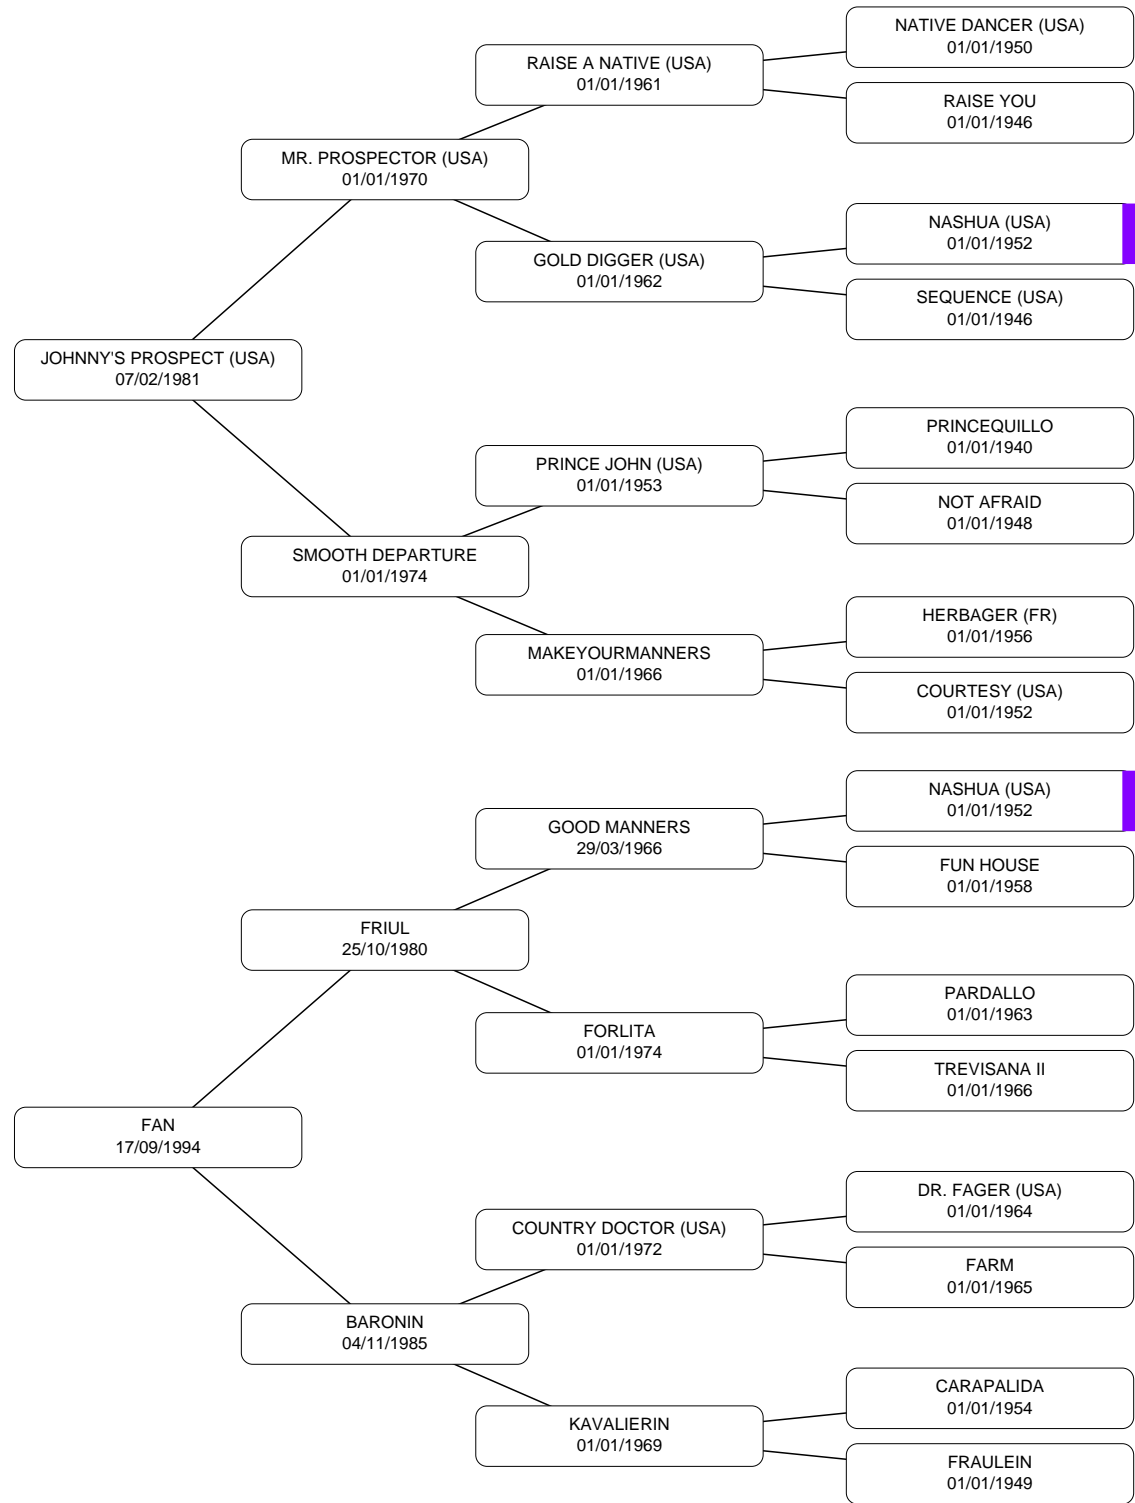 NATIVE DANCER (USA)
01/01/1950
RAISE A NATIVE (USA)
01/01/1961
RAISE YOU
01/01/1946
MR. PROSPECTOR (USA)
01/01/1970
NASHUA (USA)
01/01/1952
GOLD DIGGER (USA)
01/01/1962
SEQUENCE (USA)
01/01/1946
JOHNNY'S PROSPECT (USA)
07/02/1981
PRINCEQUILLO
01/01/1940
PRINCE JOHN (USA)
01/01/1953
NOT AFRAID
01/01/1948
SMOOTH DEPARTURE
01/01/1974
HERBAGER (FR)
01/01/1956
MAKEYOURMANNERS
01/01/1966
COURTESY (USA)
01/01/1952
NASHUA (USA)
01/01/1952
GOOD MANNERS
29/03/1966
FUN HOUSE
01/01/1958
FRIUL
25/10/1980
PARDALLO
01/01/1963
FORLITA
01/01/1974
TREVISANA II
01/01/1966
FAN
17/09/1994
DR. FAGER (USA)
01/01/1964
COUNTRY DOCTOR (USA)
01/01/1972
FARM
01/01/1965
BARONIN
04/11/1985
CARAPALIDA
01/01/1954
KAVALIERIN
01/01/1969
FRAULEIN
01/01/1949